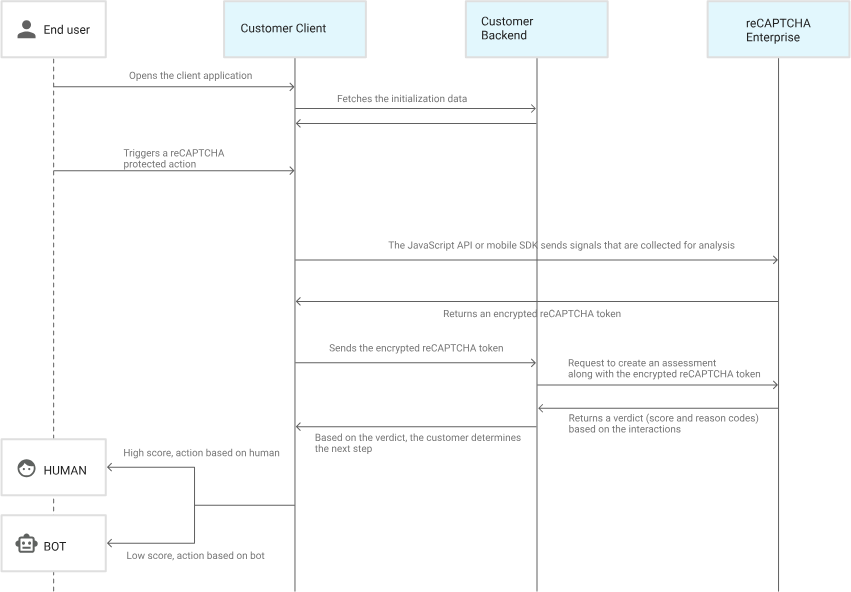 End user
Customer Client
Customer
Backend
reCAPTCHA
Enterprise
Opens the client application
Fetches the initialization data
Triggers a reCAPTCHA
protected action
The JavaScript API or mobile SDK sends signals that are collected for analysis
Returns an encrypted reCAPTCHA token
Sends the encrypted reCAPTCHA token
Request to create an assessment
along with the encrypted reCAPTCHA token
Returns a verdict (score and reason codes)
based on the interactions
Based on the verdict, the customer determines
the next step
High score, action based on human
HUMAN
BOT
Low score, action based on bot